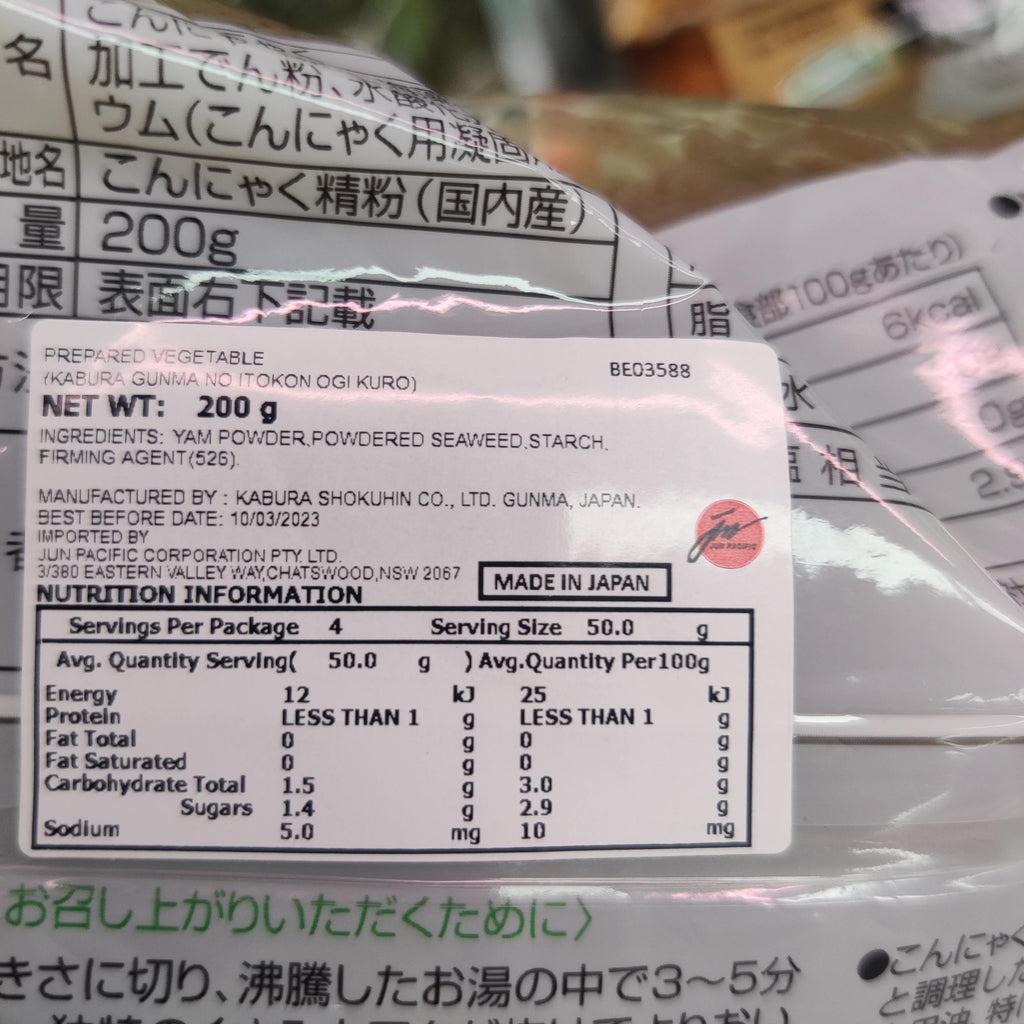 名 加工でん粉、水酸
ウム(こんにゃく用凝固
地名 こんにゃく精粉(国内産)
量 200g
期限 表面右下記載
食部100gあたり)
6kcal
脂
0g
水
相
PREPARED VEGETABLE
(KABURA GUNMA NO ITOKON OGI KURO)
BE03588
NET WT: 200 g
INGREDIENTS: YAM POWDER,POWDERED SEAWEED,STARCH,
FIRMING AGENT(526).
MANUFACTURED BY : KABURA SHOKUHIN CO., LTD. GUNMA, JAPAN.
BEST BEFORE DATE: 10/03/2023
IMPORTED BY
JUN PACIFIC CORPORATION PTY. LTD.
3/380 EASTERN VALLEY WAY,CHATSWOOD,NSW 2067
MADE IN JAPAN
jun
JUN PACIFIC
NUTRITION INFORMATION
Servings Per Package 4 Serving Size 50.0 g
Avg. Quantity Serving( 50.0 g ) Avg.Quantity Per100g
Energy 12 kJ 25 kJ
Protein LESS THAN 1 g LESS THAN 1 g
Fat Total 0 g 0 g
Fat Saturated 0 g 0 g
Carbohydrate Total 1.5 g 3.0 g
Sugars 1.4 g 2.9 g
Sodium 5.0 mg 10 mg
お召し上がりいただくために〉
きさに切り、沸騰したお湯の中で3〜5分
●こんにゃく
と調理した